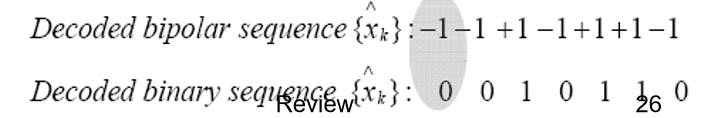 Decoded bipolar sequence {x̂ₖ}: −1 −1 +1 −1 +1 +1 −1
Decoded binary sequence {x̂ₖ}: 0 0 1 0 1 1 0
Review 26